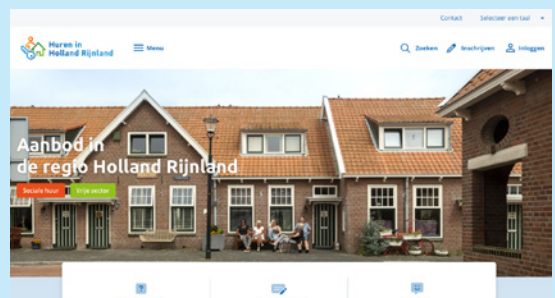 Contact Selecteer een taal
Huren in
Holland Rijnland
Menu
Zoeken Inschrijven Inloggen
Aanbod in
de regio Holland Rijnland
Sociale huur Vrije sector